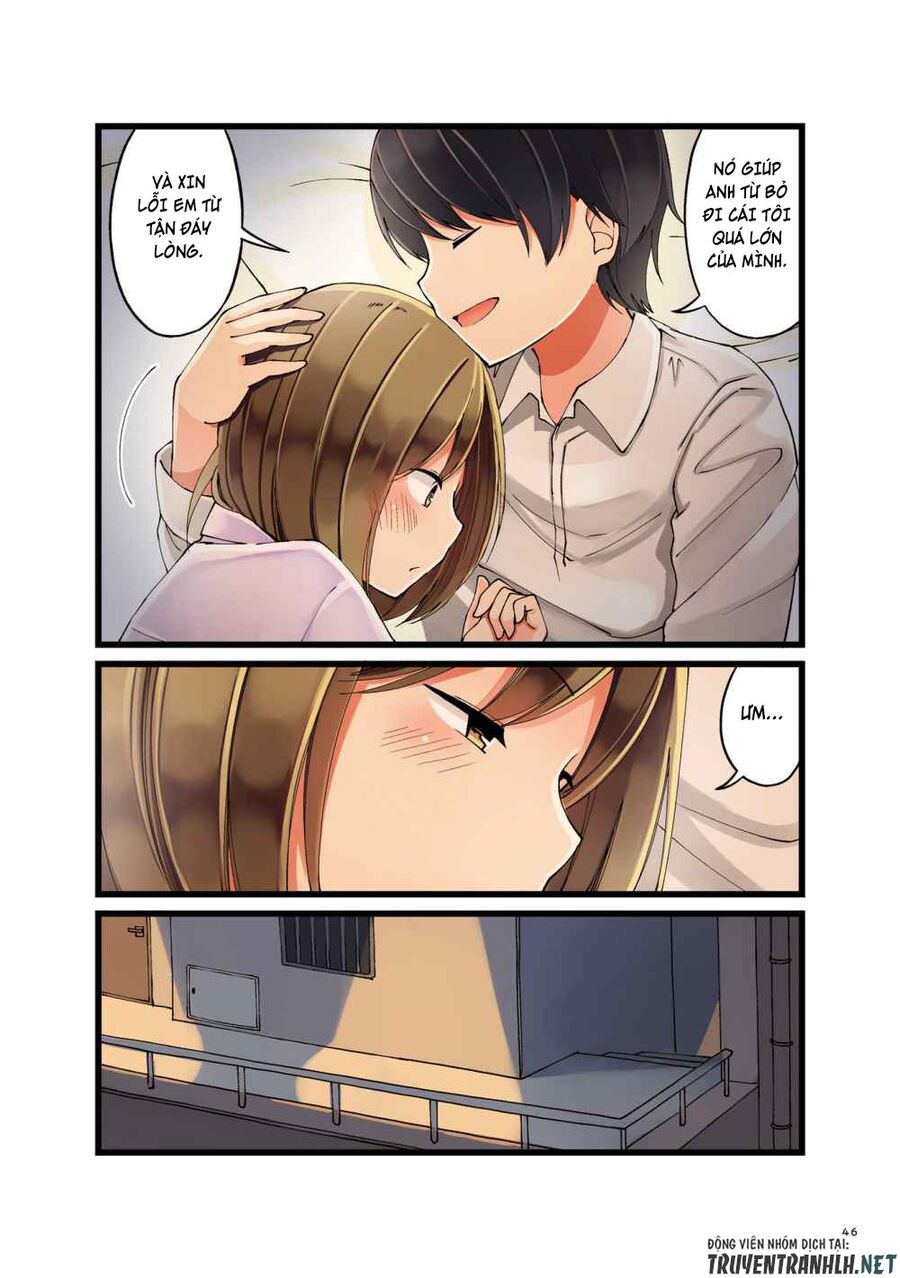 NÓ GIÚP
ANH TỪ BỎ
ĐI CÁI TÔI
QUÁ LỚN
CỦA MÌNH.
VÀ XIN
LỖI EM TỪ
TẬN ĐÁY
LÒNG.
ƯM...
46
ĐỘNG VIÊN NHÓM DỊCH TẠI:
TRUYENTRANHLH.NET